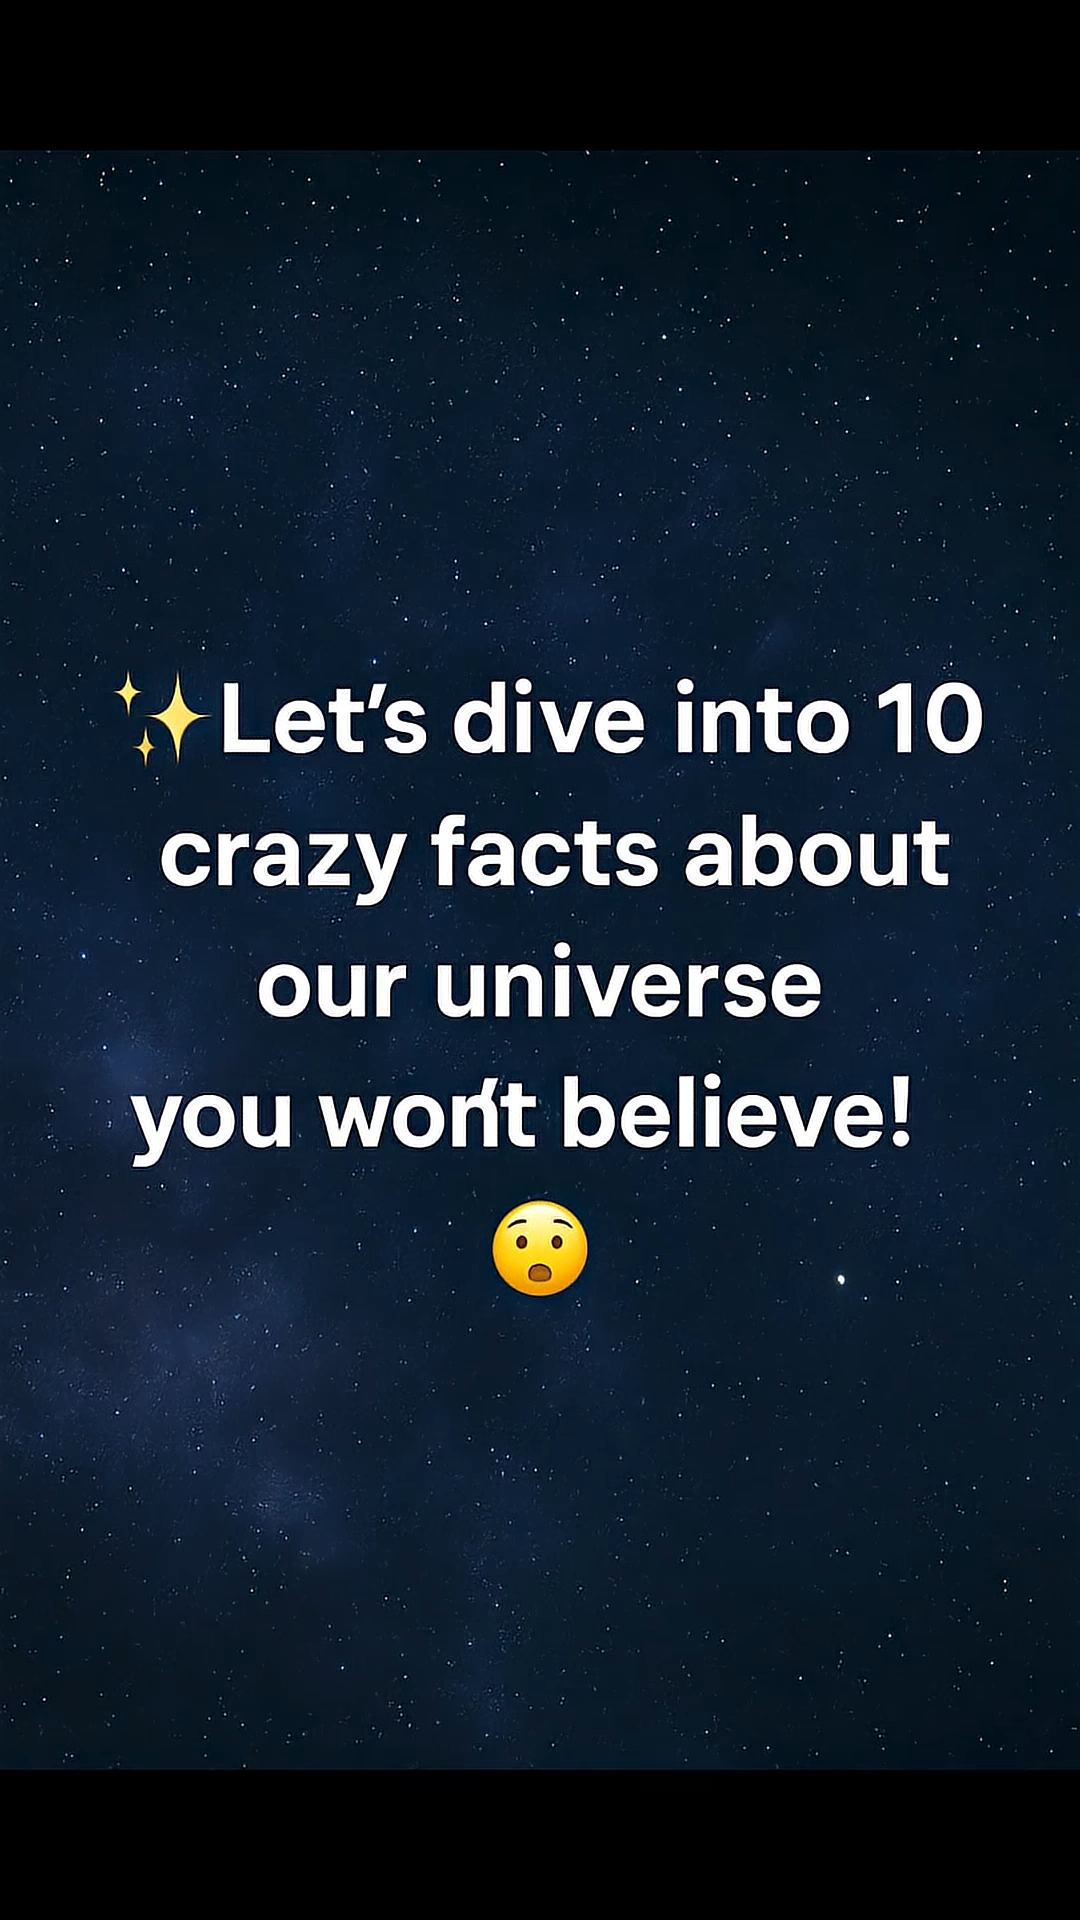 ✨Let’s dive into 10
crazy facts about
our universe
you won’t believe!
😯